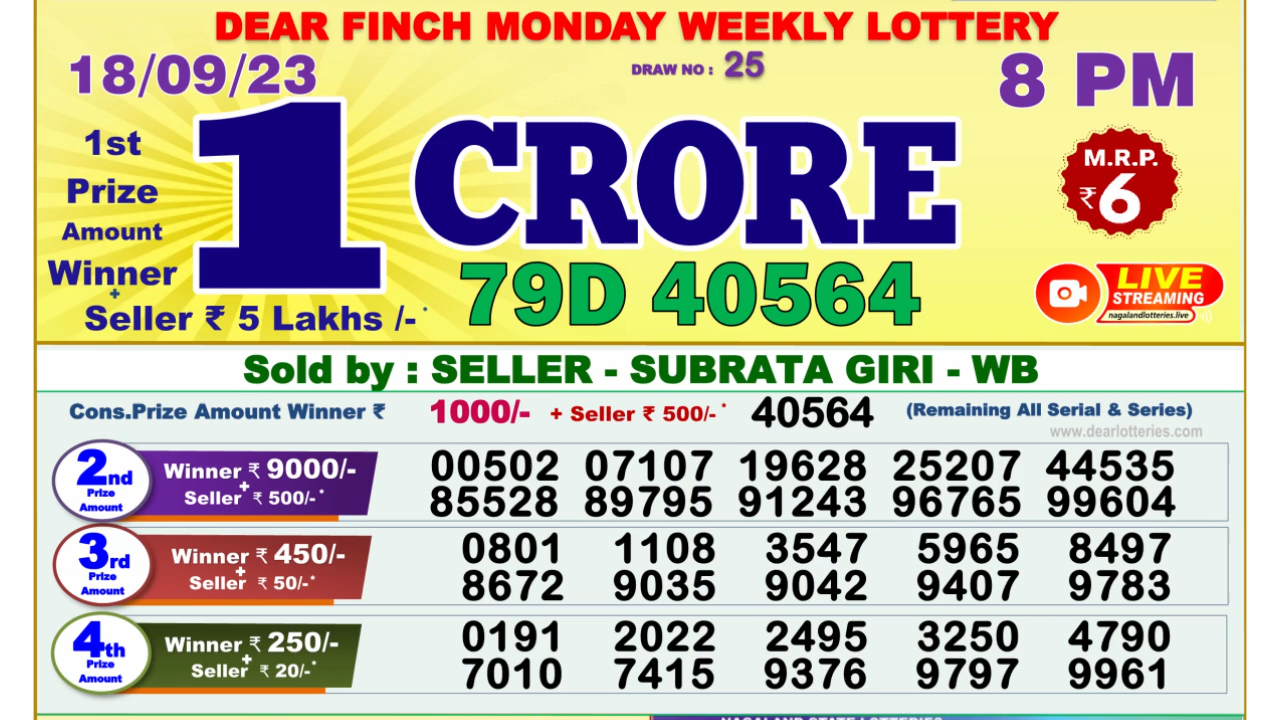 DEAR FINCH MONDAY WEEKLY LOTTERY
18/09/23
DRAW NO : 25
8 PM
1st
Prize
Amount
Winner
+
Seller ₹ 5 Lakhs /-*
1 CRORE
79D 40564
M.R.P.
₹6
LIVE
STREAMING
nagalandlotteries.live
Sold by : SELLER - SUBRATA GIRI - WB
Cons.Prize Amount Winner ₹ 1000/- + Seller ₹ 500/-* 40564 (Remaining All Serial & Series)
www.dearlotteries.com
2nd
Prize
Amount
Winner ₹ 9000/-
+
Seller ₹ 500/-*
00502 07107 19628 25207 44535
85528 89795 91243 96765 99604
3rd
Prize
Amount
Winner ₹ 450/-
+
Seller ₹ 50/-*
0801 1108 3547 5965 8497
8672 9035 9042 9407 9783
4th
Prize
Amount
Winner ₹ 250/-
+
Seller ₹ 20/-*
0191 2022 2495 3250 4790
7010 7415 9376 9797 9961
NAGALAND STATE LOTTERIES